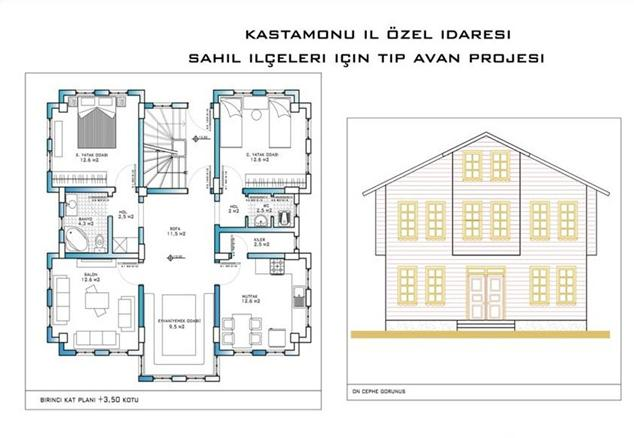 KASTAMONU IL ÖZEL IDARESI
SAHIL ILÇELERI IÇIN TIP AVAN PROJESI
E. YATAK ODASI
12.6 m2
C. YATAK ODASI
12.6 m2
BANYO
4.3 m2
HOL
2.5 m2
HOL
2 m2
WC
2.5 m2
SOFA
11.5 m2
KILER
2.5 m2
SALON
12.6 m2
EYVAN/YEMEK ODASI
9.5 m2
MUTFAK
12.6 m2
BIRINCI KAT PLANI +3.50 KOTU
ON CEPHE GORUNUS